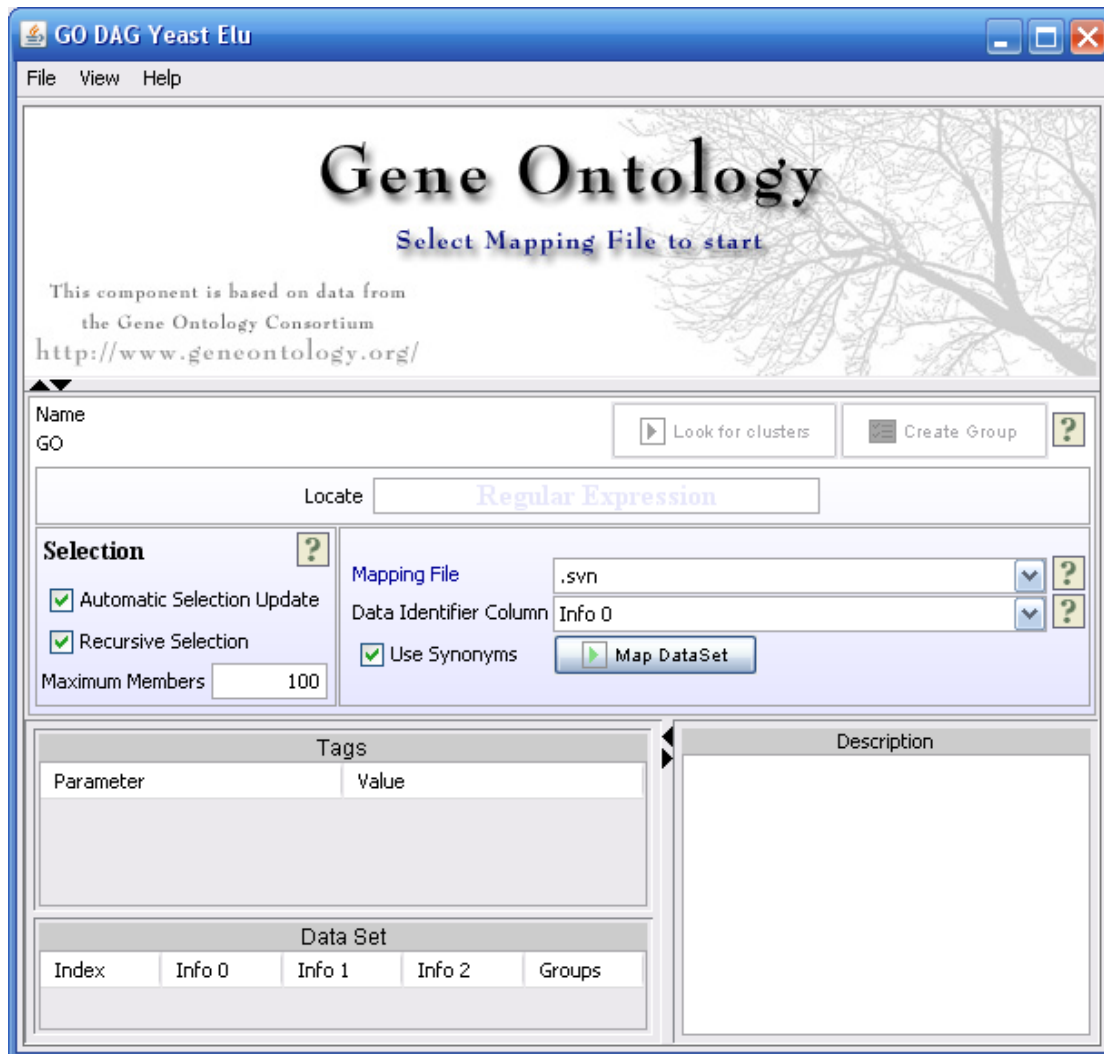 GO DAG Yeast Elu
File View Help
Gene Ontology
Select Mapping File to start
This component is based on data from
the Gene Ontology Consortium
http://www.geneontology.org/
Name
GO
Look for clusters
Create Group
?
Locate
Regular Expression
Selection
?
Automatic Selection Update
Recursive Selection
Maximum Members 100
Mapping File .svn ?
Data Identifier Column Info 0 ?
Use Synonyms
Map DataSet
Tags
Parameter Value
Data Set
Index Info 0 Info 1 Info 2 Groups
Description